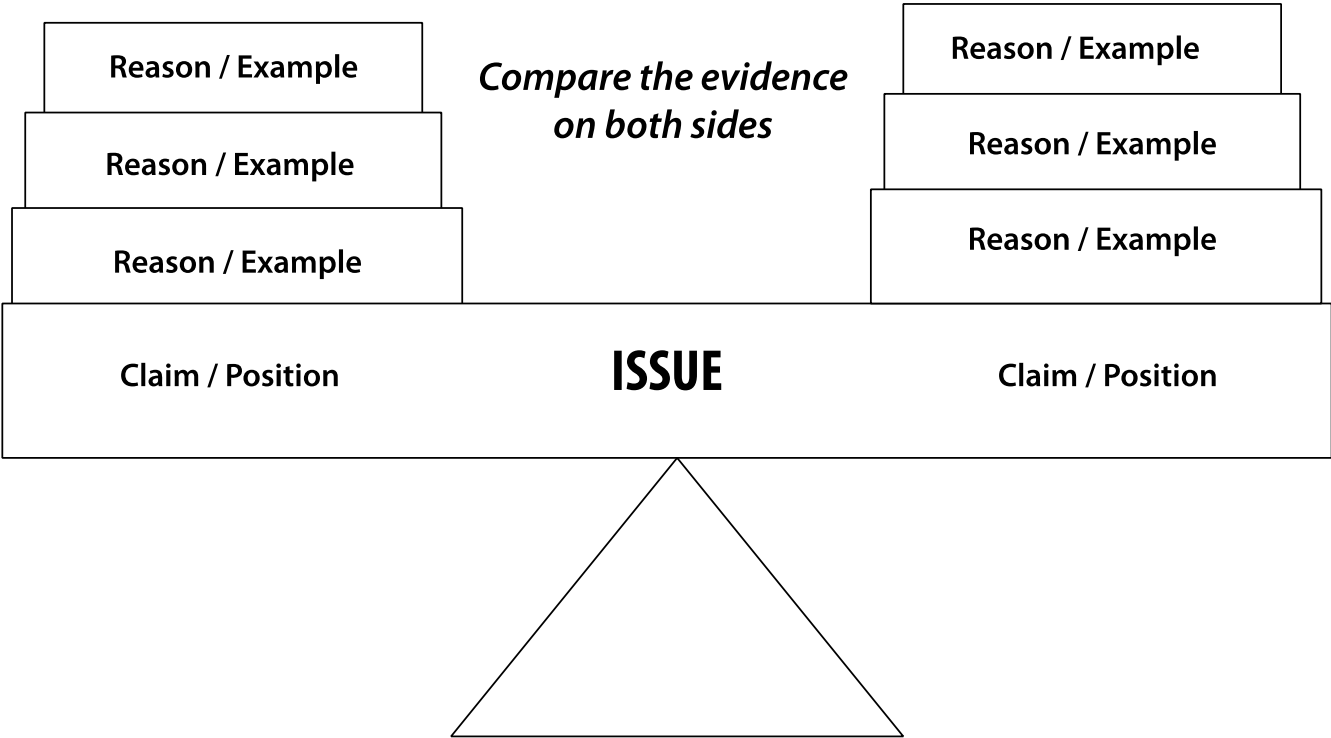 Reason / Example
Reason / Example
Reason / Example
Compare the evidence
on both sides
Reason / Example
Reason / Example
Reason / Example
Claim / Position
ISSUE
Claim / Position